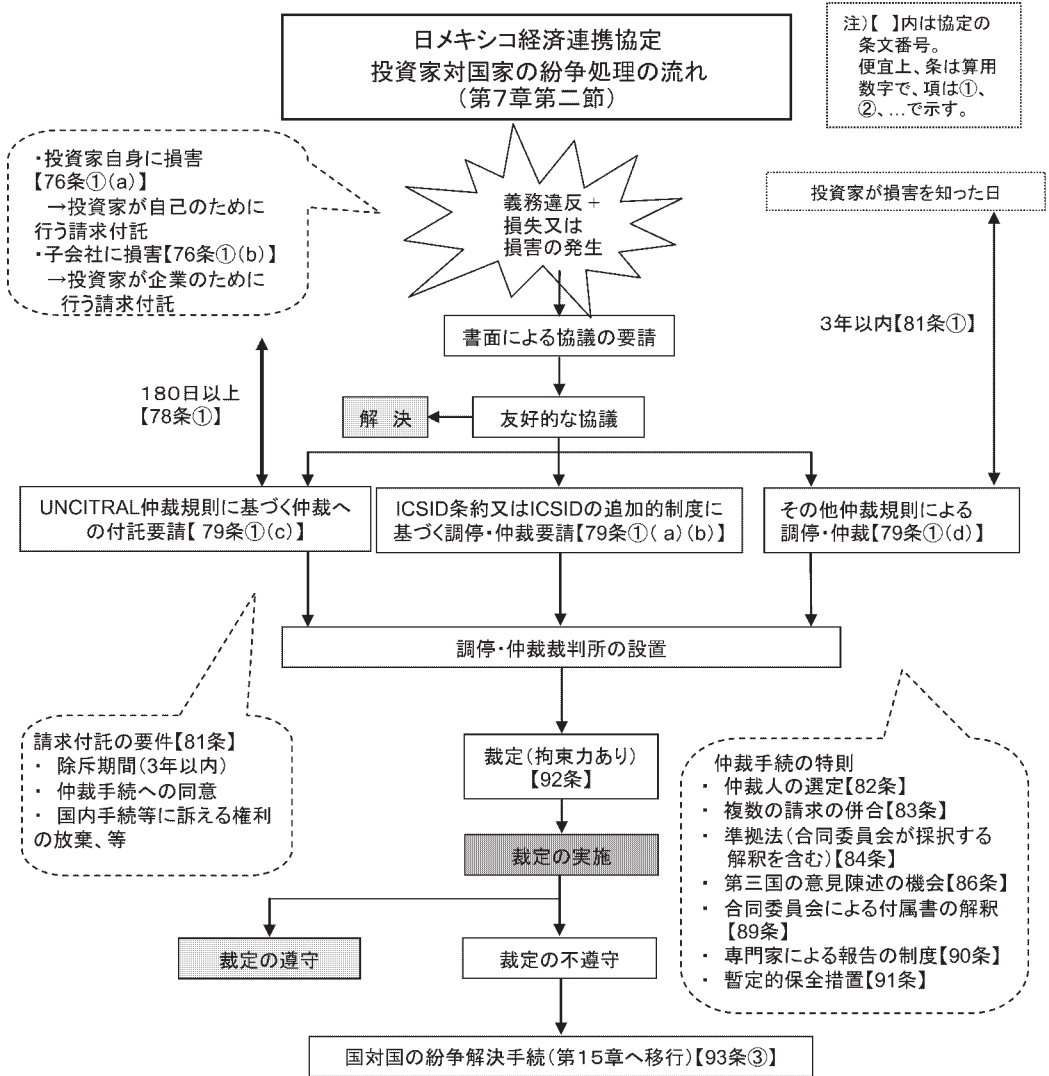 日メキシコ経済連携協定
投資家対国家の紛争処理の流れ
(第7章第二節)
注)【 】内は協定の
条文番号。
便宜上、条は算用
数字で、項は①、
②、…で示す。
・投資家自身に損害
【76条①(a)】
→投資家が自己のために
行う請求付託
・子会社に損害【76条①(b)】
→投資家が企業のために
行う請求付託
義務違反+
損失又は
損害の発生
投資家が損害を知った日
3年以内【81条①】
書面による協議の要請
180日以上
【78条①】
解 決
友好的な協議
UNCITRAL仲裁規則に基づく仲裁へ
の付託要請【 79条①(c)】
ICSID条約又はICSIDの追加的制度に
基づく調停・仲裁要請【79条①( a) (b)】
その他仲裁規則による
調停・仲裁【79条①(d)】
調停・仲裁裁判所の設置
請求付託の要件【81条】
・ 除斥期間(3年以内)
・ 仲裁手続への同意
・ 国内手続等に訴える権利
の放棄、等
裁定(拘束力あり)
【92条】
裁定の実施
裁定の遵守
裁定の不遵守
仲裁手続の特則
・ 仲裁人の選定【82条】
・ 複数の請求の併合【83条】
・ 準拠法(合同委員会が採択する
解釈を含む)【84条】
・ 第三国の意見陳述の機会【86条】
・ 合同委員会による付属書の解釈
【89条】
・ 専門家による報告の制度【90条】
・ 暫定的保全措置【91条】
国対国の紛争解決手続(第15章へ移行)【93条③】